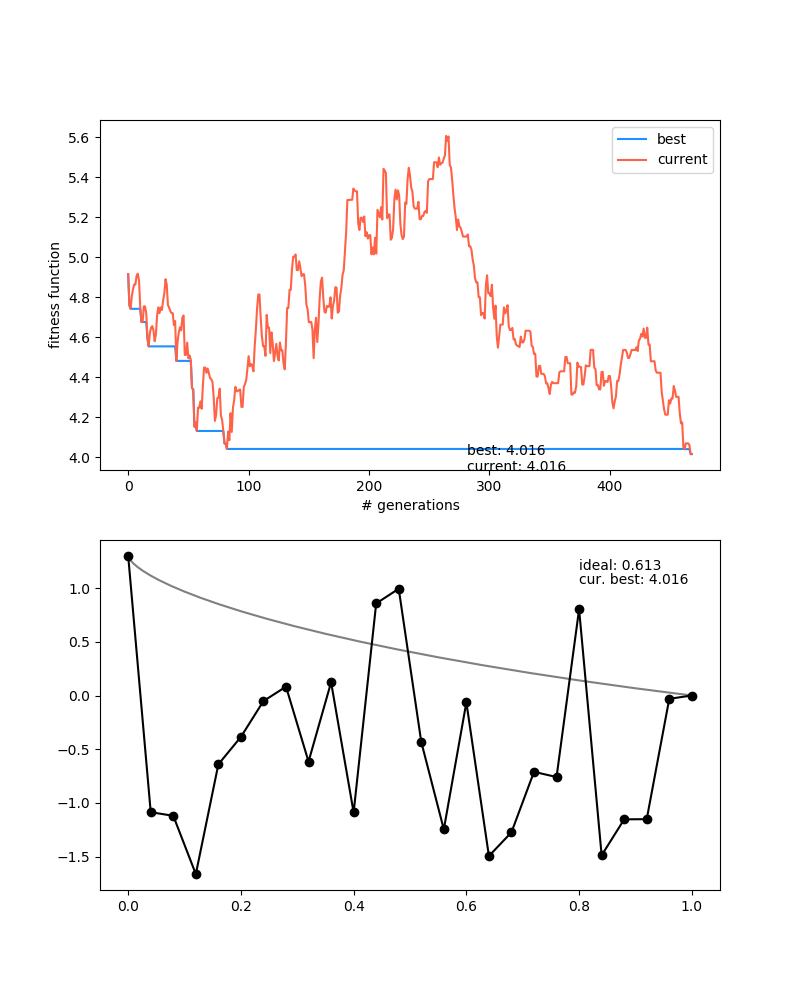 5.6
5.4
5.2
5.0
4.8
4.6
4.4
4.2
4.0
fitness function
best
current
best: 4.016
current: 4.016
0 100 200 300 400
# generations
ideal: 0.613
cur. best: 4.016
1.0
0.5
0.0
−0.5
−1.0
−1.5
0.0 0.2 0.4 0.6 0.8 1.0